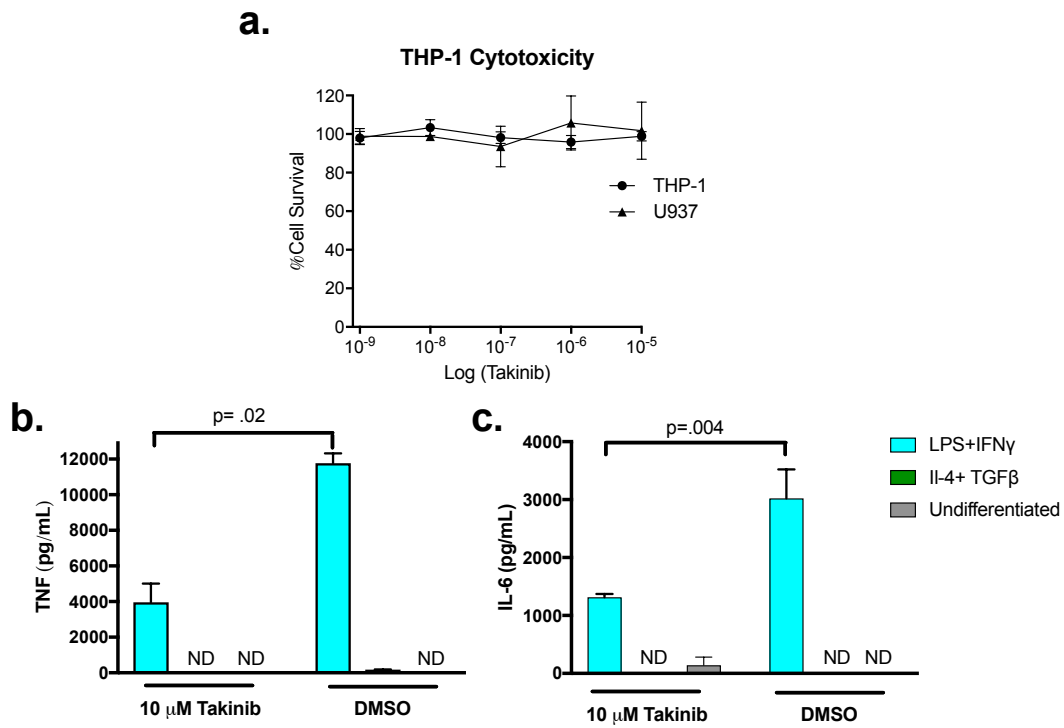 a.
THP-1 Cytotoxicity
120
100
80
60
40
20
0
%Cell Survival
10-9 10-8 10-7 10-6 10-5
Log (Takinib)
THP-1
U937
b.
p= .02
12000
10000
8000
6000
4000
2000
0
TNF (pg/mL)
ND ND ND
10 μM Takinib DMSO
c.
p=.004
4000
3000
2000
1000
0
IL-6 (pg/mL)
ND ND ND
10 μM Takinib DMSO
LPS+IFNγ
Il-4+ TGFβ
Undifferentiated